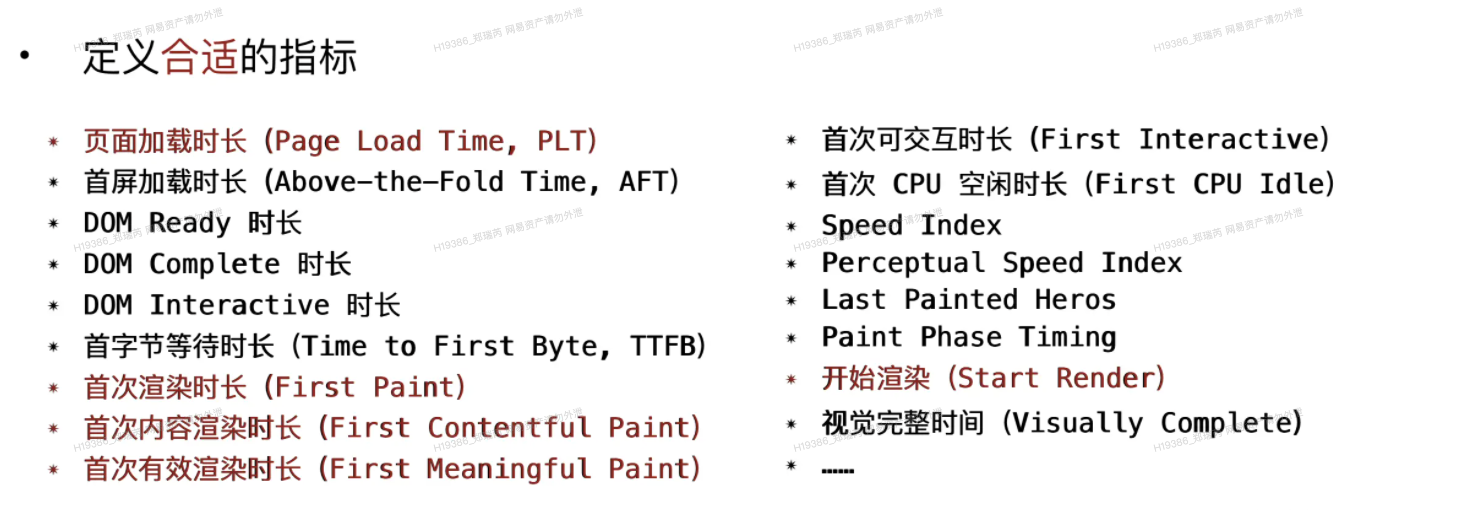 • 定义合适的指标
* 页面加载时长（Page Load Time, PLT）
* 首屏加载时长（Above-the-Fold Time, AFT）
* DOM Ready 时长
* DOM Complete 时长
* DOM Interactive 时长
* 首字节等待时长（Time to First Byte, TTFB）
* 首次渲染时长（First Paint）
* 首次内容渲染时长（First Contentful Paint）
* 首次有效渲染时长（First Meaningful Paint）
* 首次可交互时长（First Interactive）
* 首次 CPU 空闲时长（First CPU Idle）
* Speed Index
* Perceptual Speed Index
* Last Painted Heros
* Paint Phase Timing
* 开始渲染（Start Render）
* 视觉完整时间（Visually Complete）
* ……
H19386_郑瑞芮 网易资产请勿外泄
H19386_郑瑞芮 网易资产请勿外泄
H19386_郑瑞芮 网易资产请勿外泄
H19386_郑瑞芮 网易资产请勿外泄
H19386_郑瑞芮 网易资产请勿外泄
H19386_郑瑞芮 网易资产请勿外泄
H19386_郑瑞芮 网易资产请勿外泄
H19386_郑瑞芮 网易资产请勿外泄
H19386_郑瑞芮 网易资产请勿外泄
H19386_郑瑞芮 网易资产请勿外泄
H19386_郑瑞芮 网易资产请勿外泄
H19386_郑瑞芮 网易资产请勿外泄